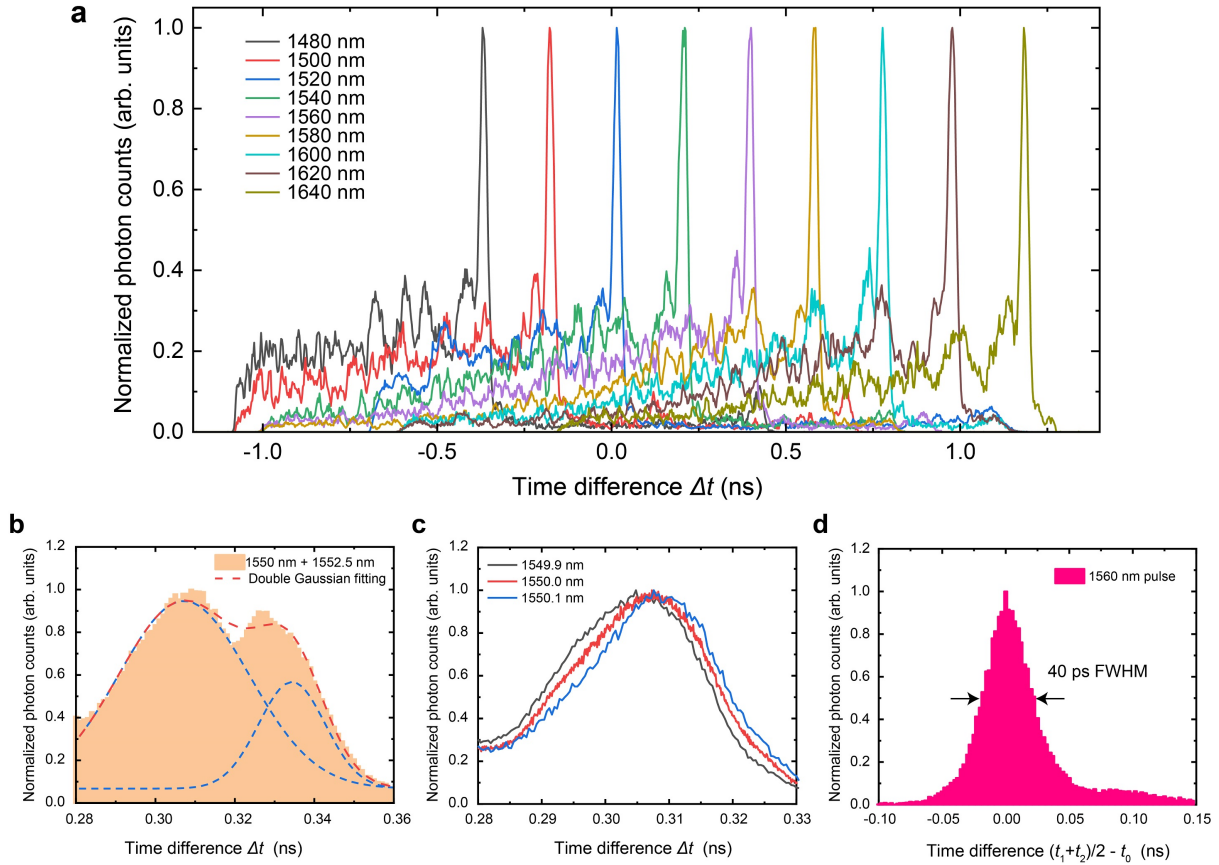 a
Normalized photon counts (arb. units)
1.0
0.8
0.6
0.4
0.2
0.0
1480 nm
1500 nm
1520 nm
1540 nm
1560 nm
1580 nm
1600 nm
1620 nm
1640 nm
-1.0 -0.5 0.0 0.5 1.0
Time difference Δt (ns)
b
Normalized photon counts (arb. units)
1.2
1.0
0.8
0.6
0.4
0.2
0.0
1550 nm + 1552.5 nm
Double Gaussian fitting
0.28 0.30 0.32 0.34 0.36
Time difference Δt (ns)
c
Normalized photon counts (arb. units)
1.2
1.0
0.8
0.6
0.4
0.2
0.0
1549.9 nm
1550.0 nm
1550.1 nm
0.28 0.29 0.30 0.31 0.32 0.33
Time difference Δt (ns)
d
Normalized photon counts (arb. units)
1.2
1.0
0.8
0.6
0.4
0.2
0.0
1560 nm pulse
40 ps FWHM
-0.10 -0.05 0.00 0.05 0.10 0.15
Time difference (t₁+t₂)/2 - t₀ (ns)